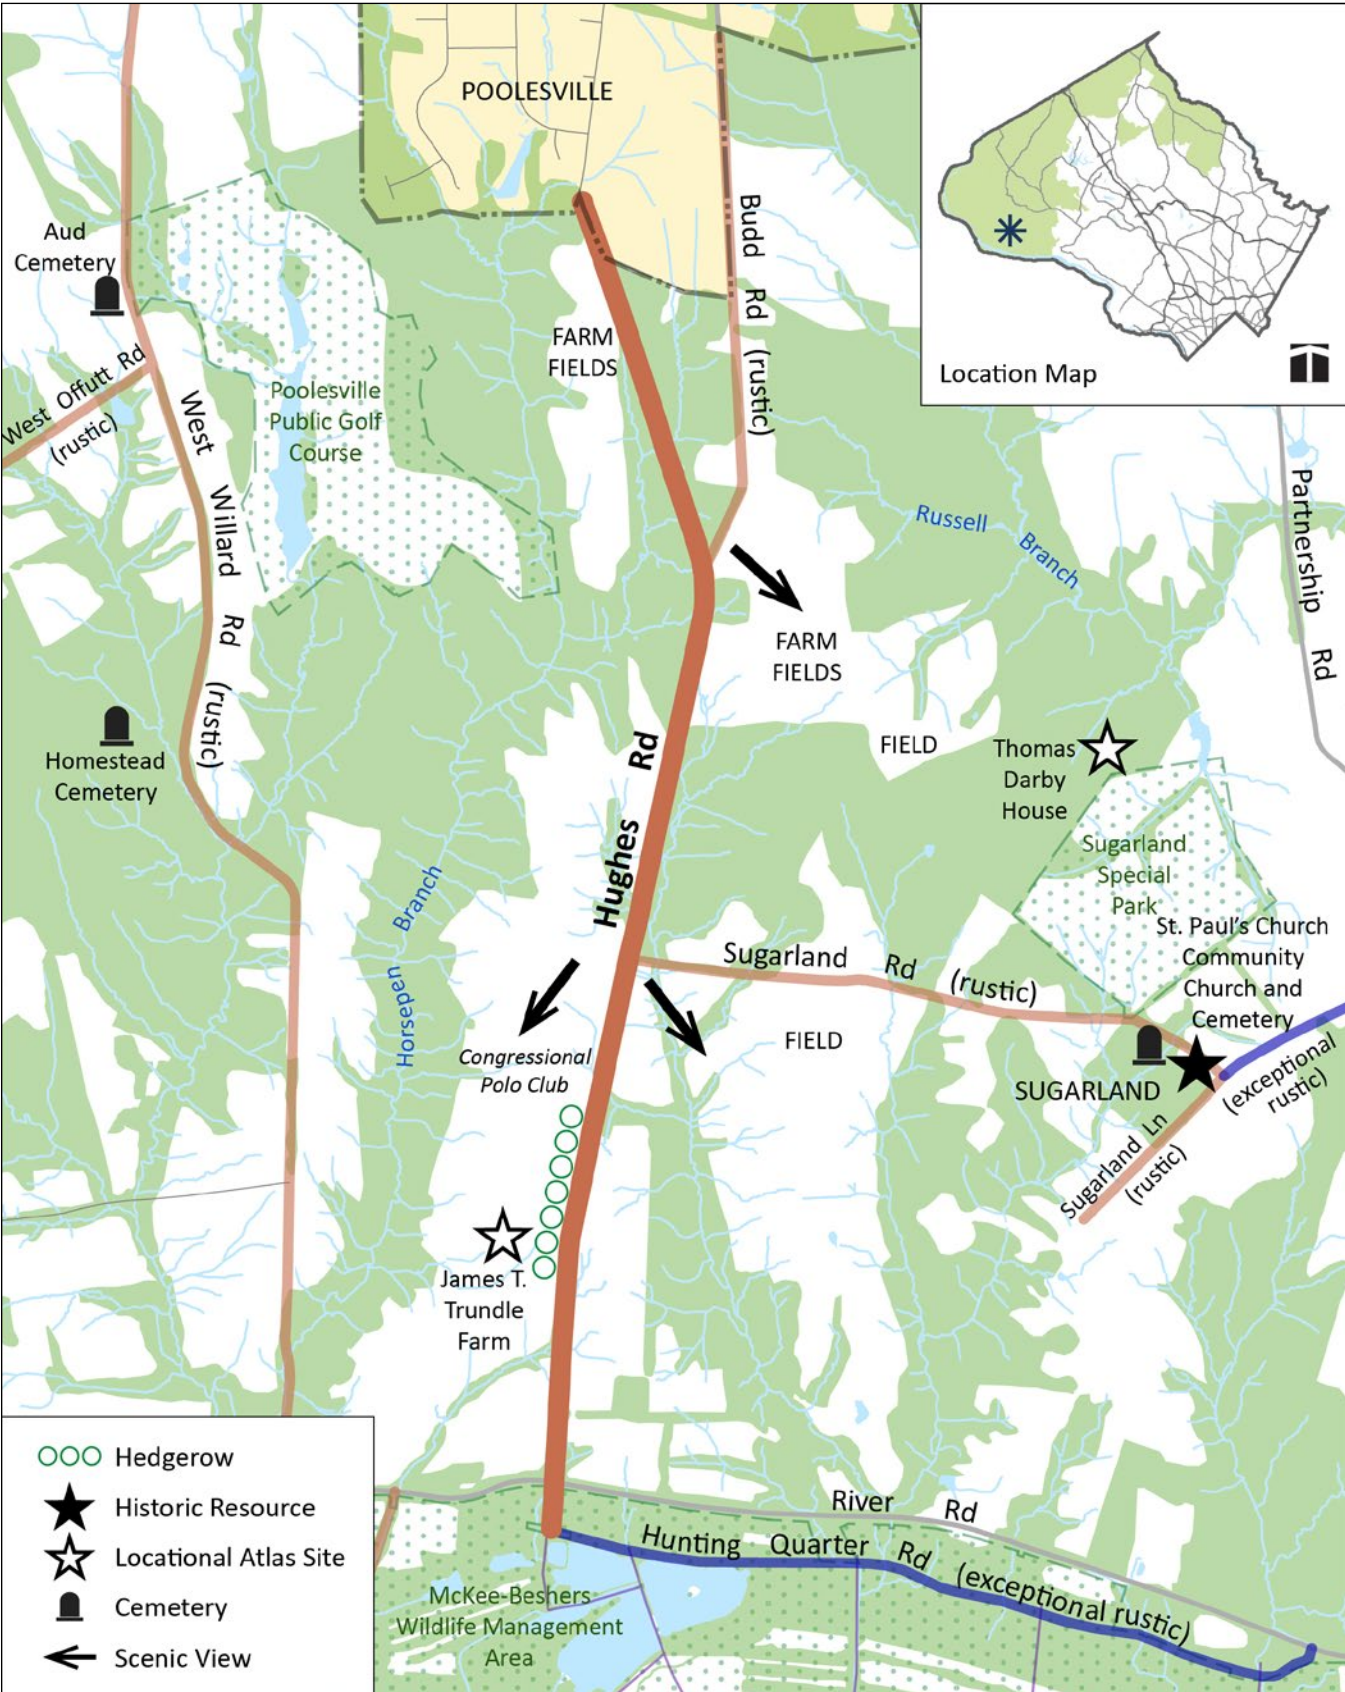 POOLESVILLE
Location Map
Aud
Cemetery
Budd Rd (rustic)
FARM
FIELDS
West Offutt Rd
(rustic)
Poolesville
Public Golf
Course
West Willard Rd (rustic)
Russell Branch
Partnership Rd
FARM
FIELDS
Homestead
Cemetery
Hughes Rd
FIELD
Thomas
Darby
House
Sugarland
Special
Park
Horsepen Branch
St. Paul's Church
Community
Church and
Cemetery
Sugarland Rd (rustic)
FIELD
Congressional
Polo Club
SUGARLAND
(exceptional
rustic)
Sugarland Ln
(rustic)
James T.
Trundle
Farm
River Rd
Hunting Quarter Rd (exceptional rustic)
McKee-Beshers
Wildlife Management
Area
Hedgerow
Historic Resource
Locational Atlas Site
Cemetery
Scenic View